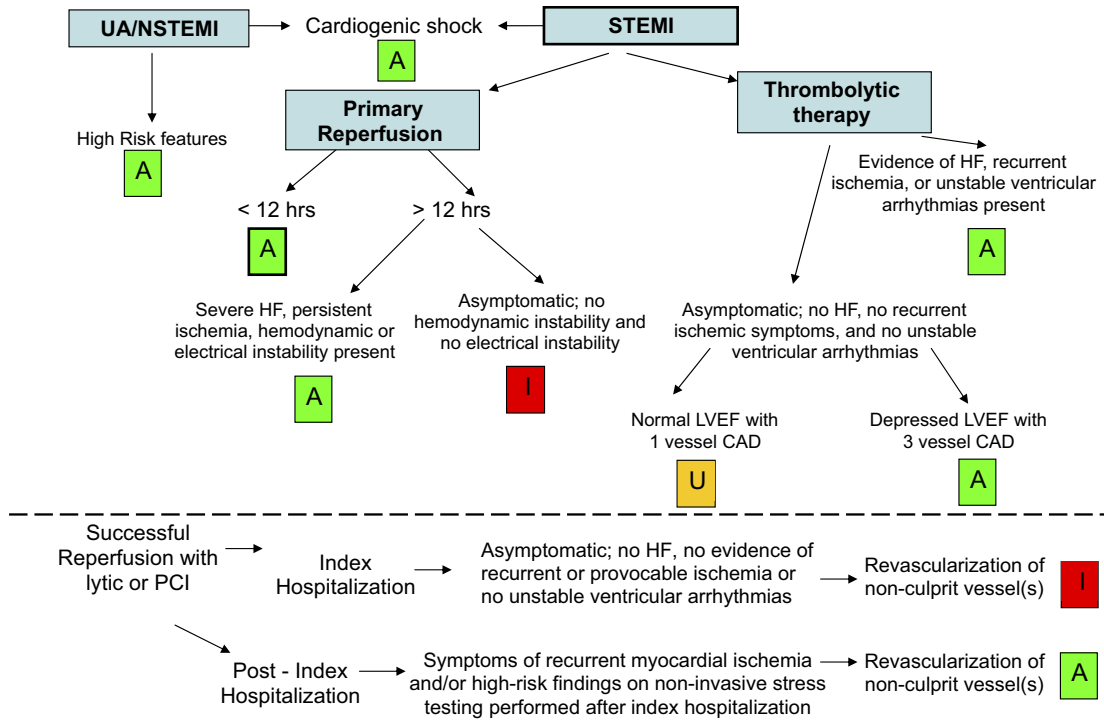 UA/NSTEMI
Cardiogenic shock
A
STEMI
High Risk features
A
Primary
Reperfusion
Thrombolytic
therapy
Evidence of HF, recurrent
ischemia, or unstable ventricular
arrhythmias present
A
< 12 hrs
A
> 12 hrs
Severe HF, persistent
ischemia, hemodynamic or
electrical instability present
A
Asymptomatic; no
hemodynamic instability and
no electrical instability
I
Asymptomatic; no HF, no recurrent
ischemic symptoms, and no unstable
ventricular arrhythmias
Normal LVEF with
1 vessel CAD
U
Depressed LVEF with
3 vessel CAD
A
Successful
Reperfusion with
lytic or PCI
Index
Hospitalization
Asymptomatic; no HF, no evidence of
recurrent or provocable ischemia or
no unstable ventricular arrhythmias
Revascularization of
non-culprit vessel(s)
I
Post - Index
Hospitalization
Symptoms of recurrent myocardial ischemia
and/or high-risk findings on non-invasive stress
testing performed after index hospitalization
Revascularization of
non-culprit vessel(s)
A